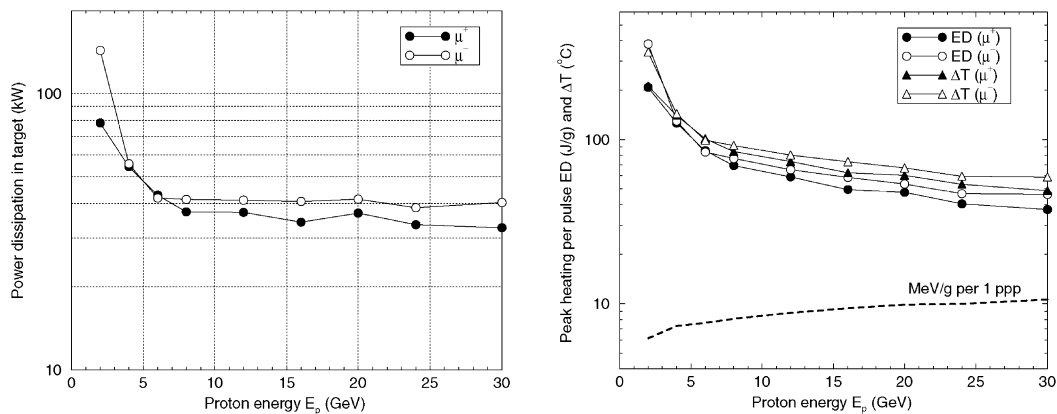 Power dissipation in target (kW)
100
10
μ⁺
μ⁻
0 5 10 15 20 25 30
Proton energy Eₚ (GeV)
Peak heating per pulse ED (J/g) and ΔT (°C)
100
10
ED (μ⁺)
ED (μ⁻)
ΔT (μ⁺)
ΔT (μ⁻)
MeV/g per 1 ppp
0 5 10 15 20 25 30
Proton energy Eₚ (GeV)